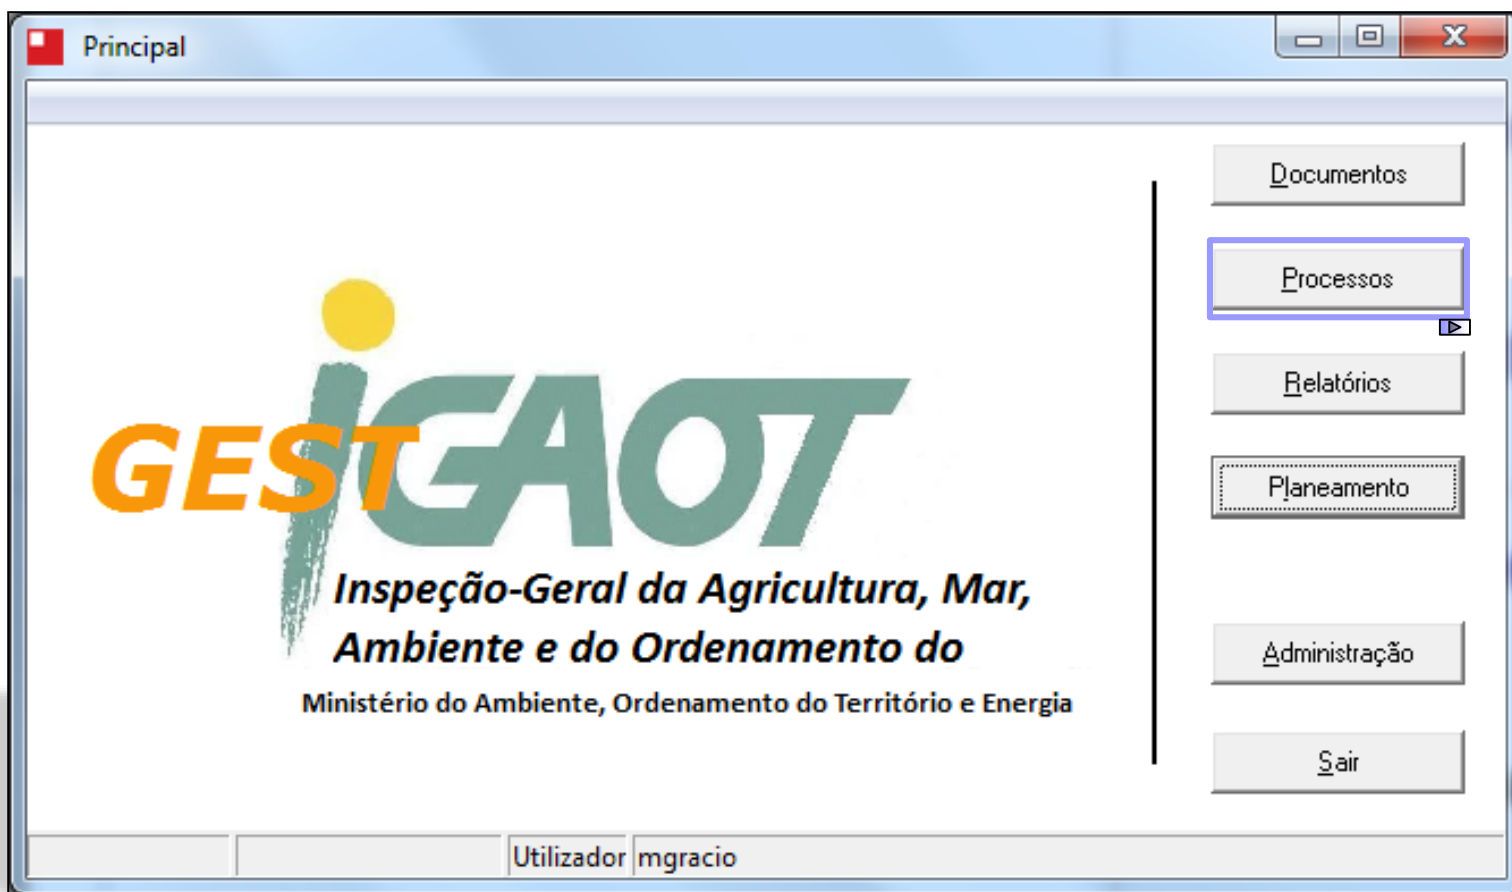 Principal
Documentos
Processos
Relatórios
Planeamento
Administração
Sair
GEST iGAOT
Inspeção-Geral da Agricultura, Mar,
Ambiente e do Ordenamento do
Ministério do Ambiente, Ordenamento do Território e Energia
Utilizador mgracio